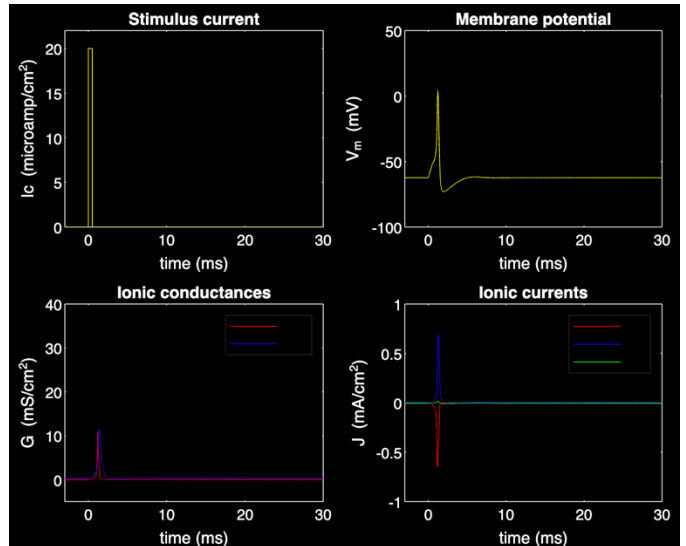 Stimulus current
20
15
10
5
0
Ic (microamp/cm²)
0 10 20 30
time (ms)
Membrane potential
50
0
-50
-100
V_m (mV)
0 10 20 30
time (ms)
Ionic conductances
40
30
20
10
0
G (mS/cm²)
0 10 20 30
time (ms)
Ionic currents
1
0.5
0
-0.5
-1
J (mA/cm²)
0 10 20 30
time (ms)